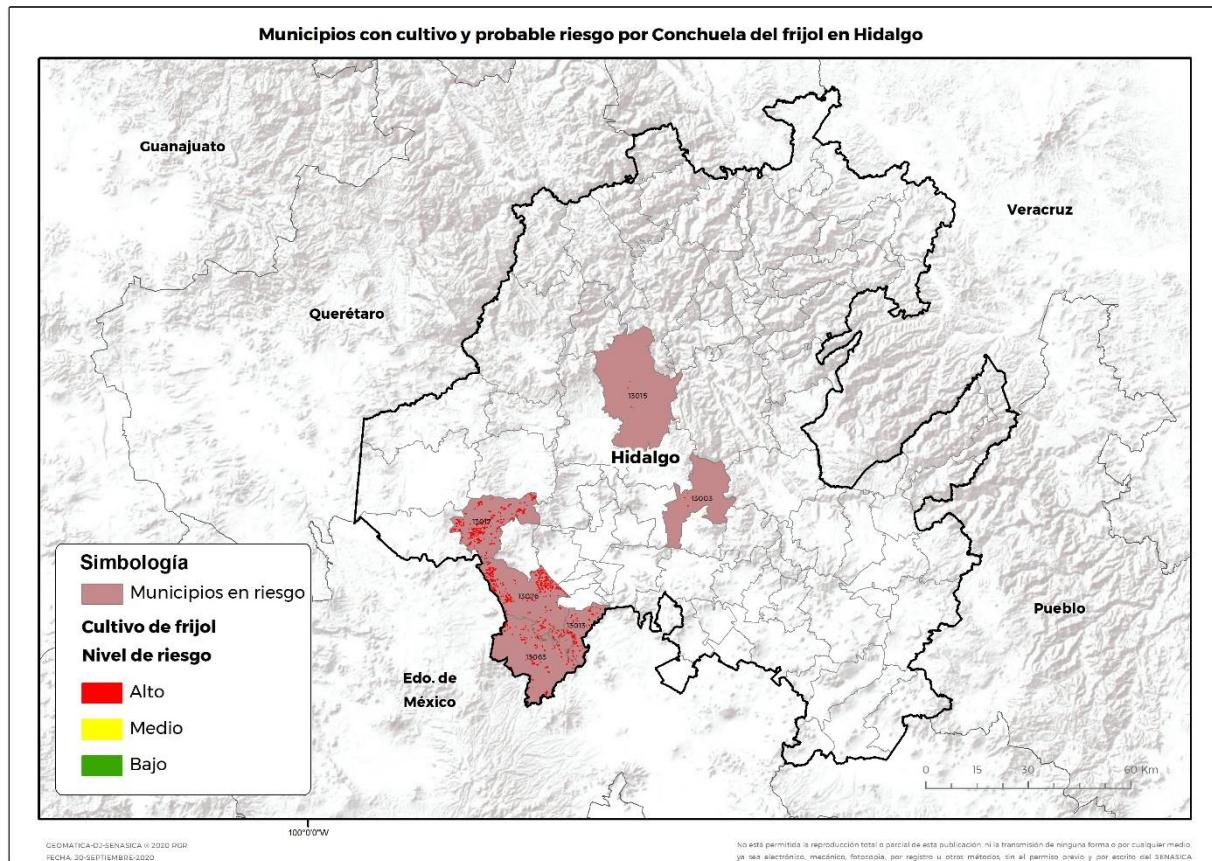 Municipios con cultivo y probable riesgo por Conchuela del frijol en Hidalgo
Guanajuato
Veracruz
Querétaro
13015
Hidalgo
13003
13017
13076
13013
13063
Pueblo
Edo. de
México
Simbología
Municipios en riesgo
Cultivo de frijol
Nivel de riesgo
Alto
Medio
Bajo
0 15 30 60 Km
100°0'0"W
GEOMATICA-DJ-SENASICA © 2020 RGR
FECHA: 30-SEPTIEMBRE-2020
No está permitida la reproducción total o parcial de esta publicación, ni la transmisión de ninguna forma o por cualquier medio,
ya sea electrónico, mecánico, fotocopia, por registro u otros métodos, sin el permiso previo y por escrito del SENASICA.